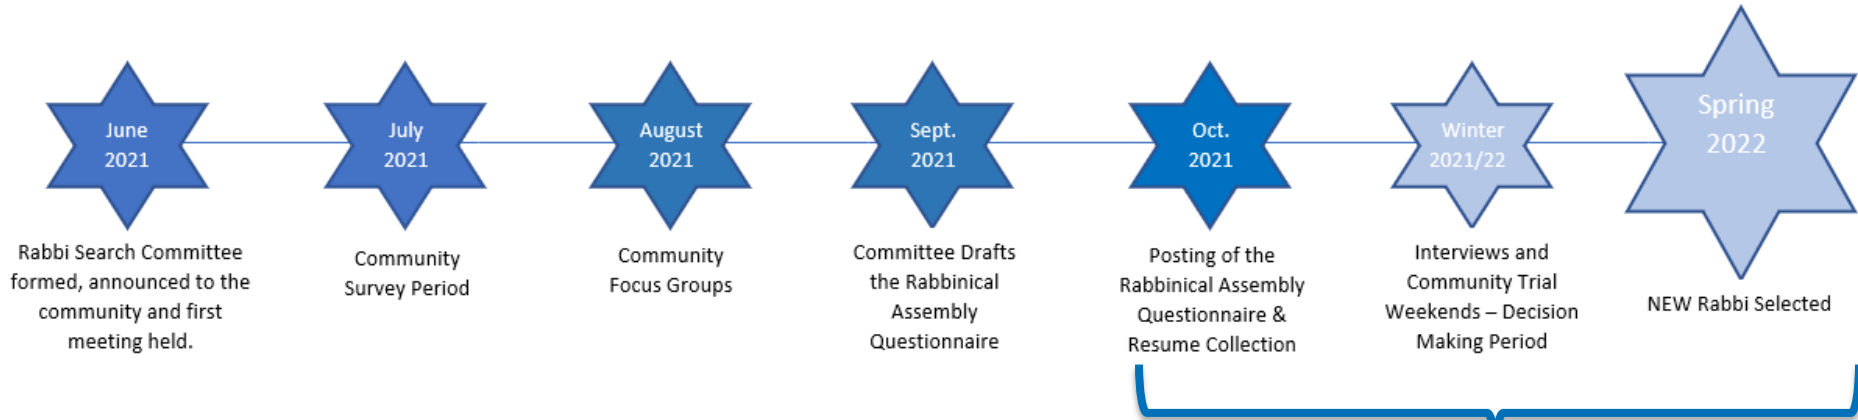 June
2021
July
2021
August
2021
Sept.
2021
Oct.
2021
Winter
2021/22
Spring
2022
Rabbi Search Committee
formed, announced to the
community and first
meeting held.
Community
Survey Period
Community
Focus Groups
Committee Drafts
the Rabbinical
Assembly
Questionnaire
Posting of the
Rabbinical Assembly
Questionnaire &
Resume Collection
Interviews and
Community Trial
Weekends – Decision
Making Period
NEW Rabbi Selected